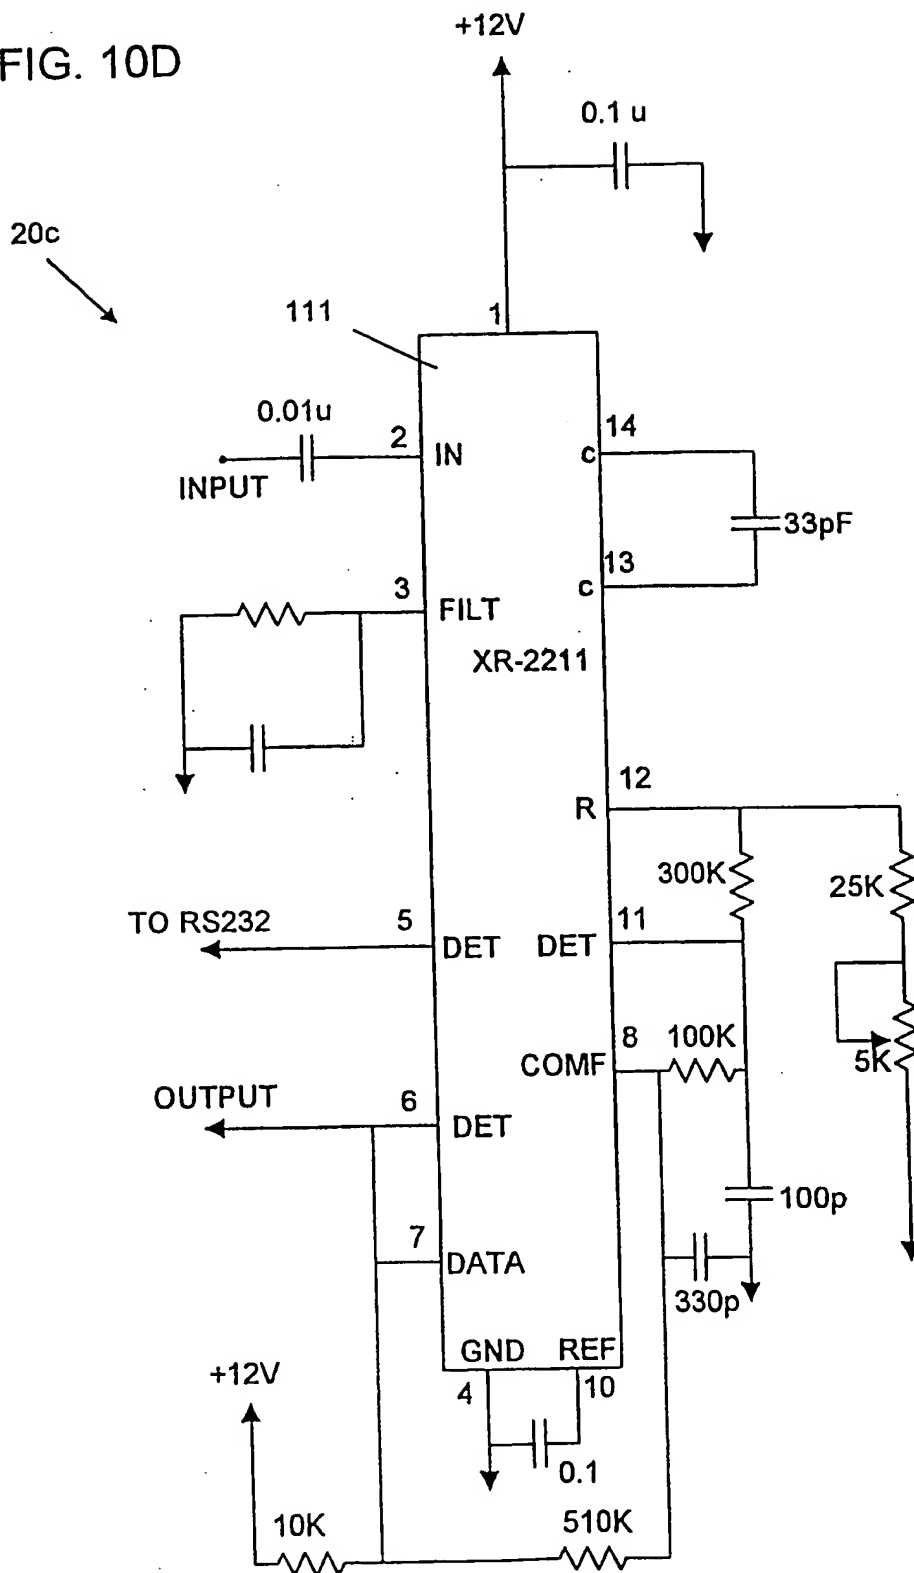 +12V
FIG. 10D
0.1 u
20c
111
1
0.01u
2
IN
INPUT
14
c
33pF
13
c
3
FILT
XR-2211
12
R
300K
25K
TO RS232
5
DET
DET
11
8
100K
COMF
5K
OUTPUT
6
DET
100p
7
DATA
330p
GND
REF
4
10
+12V
0.1
10K
510K